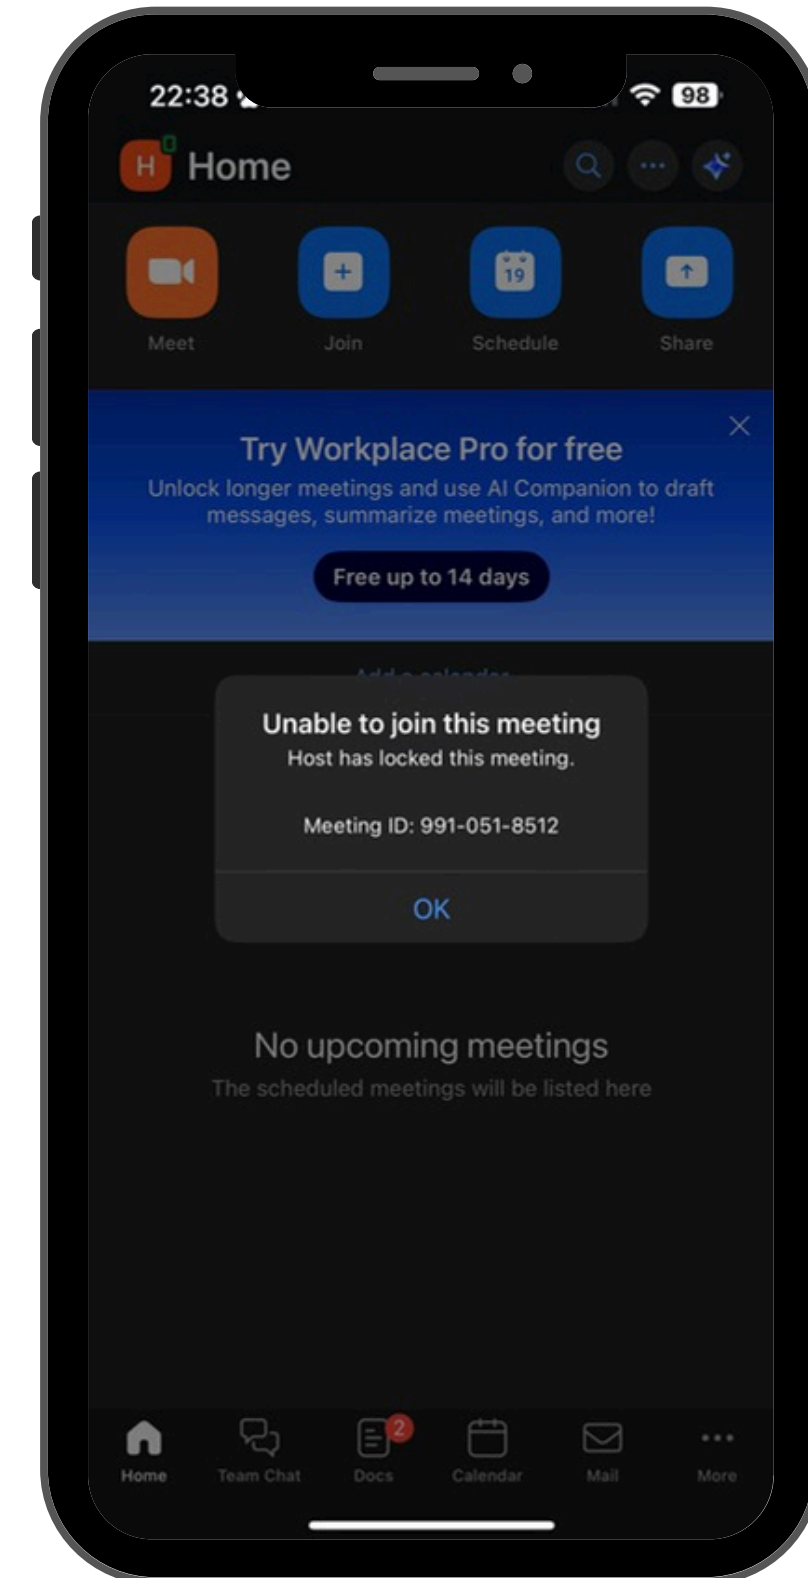 22:38
98
H Home
19
Meet Join Schedule Share
Try Workplace Pro for free
Unlock longer meetings and use AI Companion to draft
messages, summarize meetings, and more!
Free up to 14 days
Add a calendar
Unable to join this meeting
Host has locked this meeting.
Meeting ID: 991-051-8512
OK
No upcoming meetings
The scheduled meetings will be listed here
2
Home Team Chat Docs Calendar Mail More